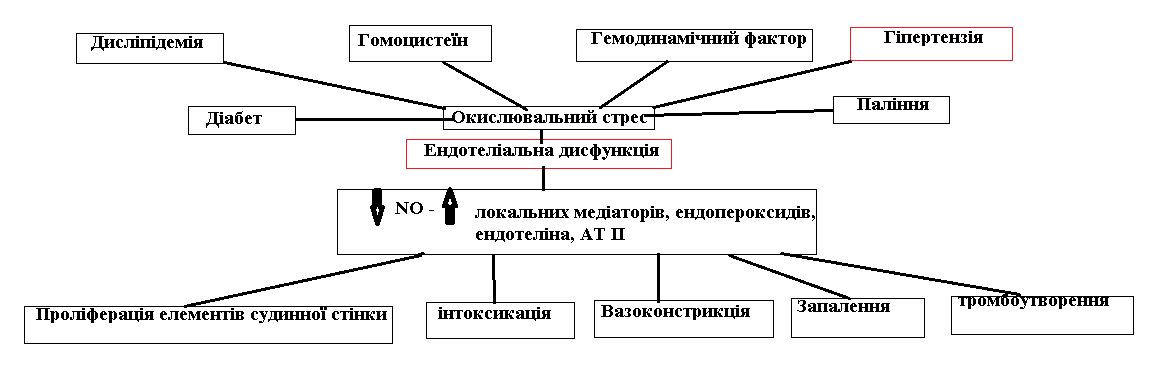 Дисліпідемія
Гомоцистеїн
Гемодинамічний фактор
Гіпертензія
Діабет
Окислювальний стрес
Паління
Ендотеліальна дисфункція
NO - локальних медіаторів, ендопероксидів,
ендотеліна, АТ ІІ
Проліферація елементів судинної стінки
інтоксикація
Вазоконстрикція
Запалення
тромбоутворення